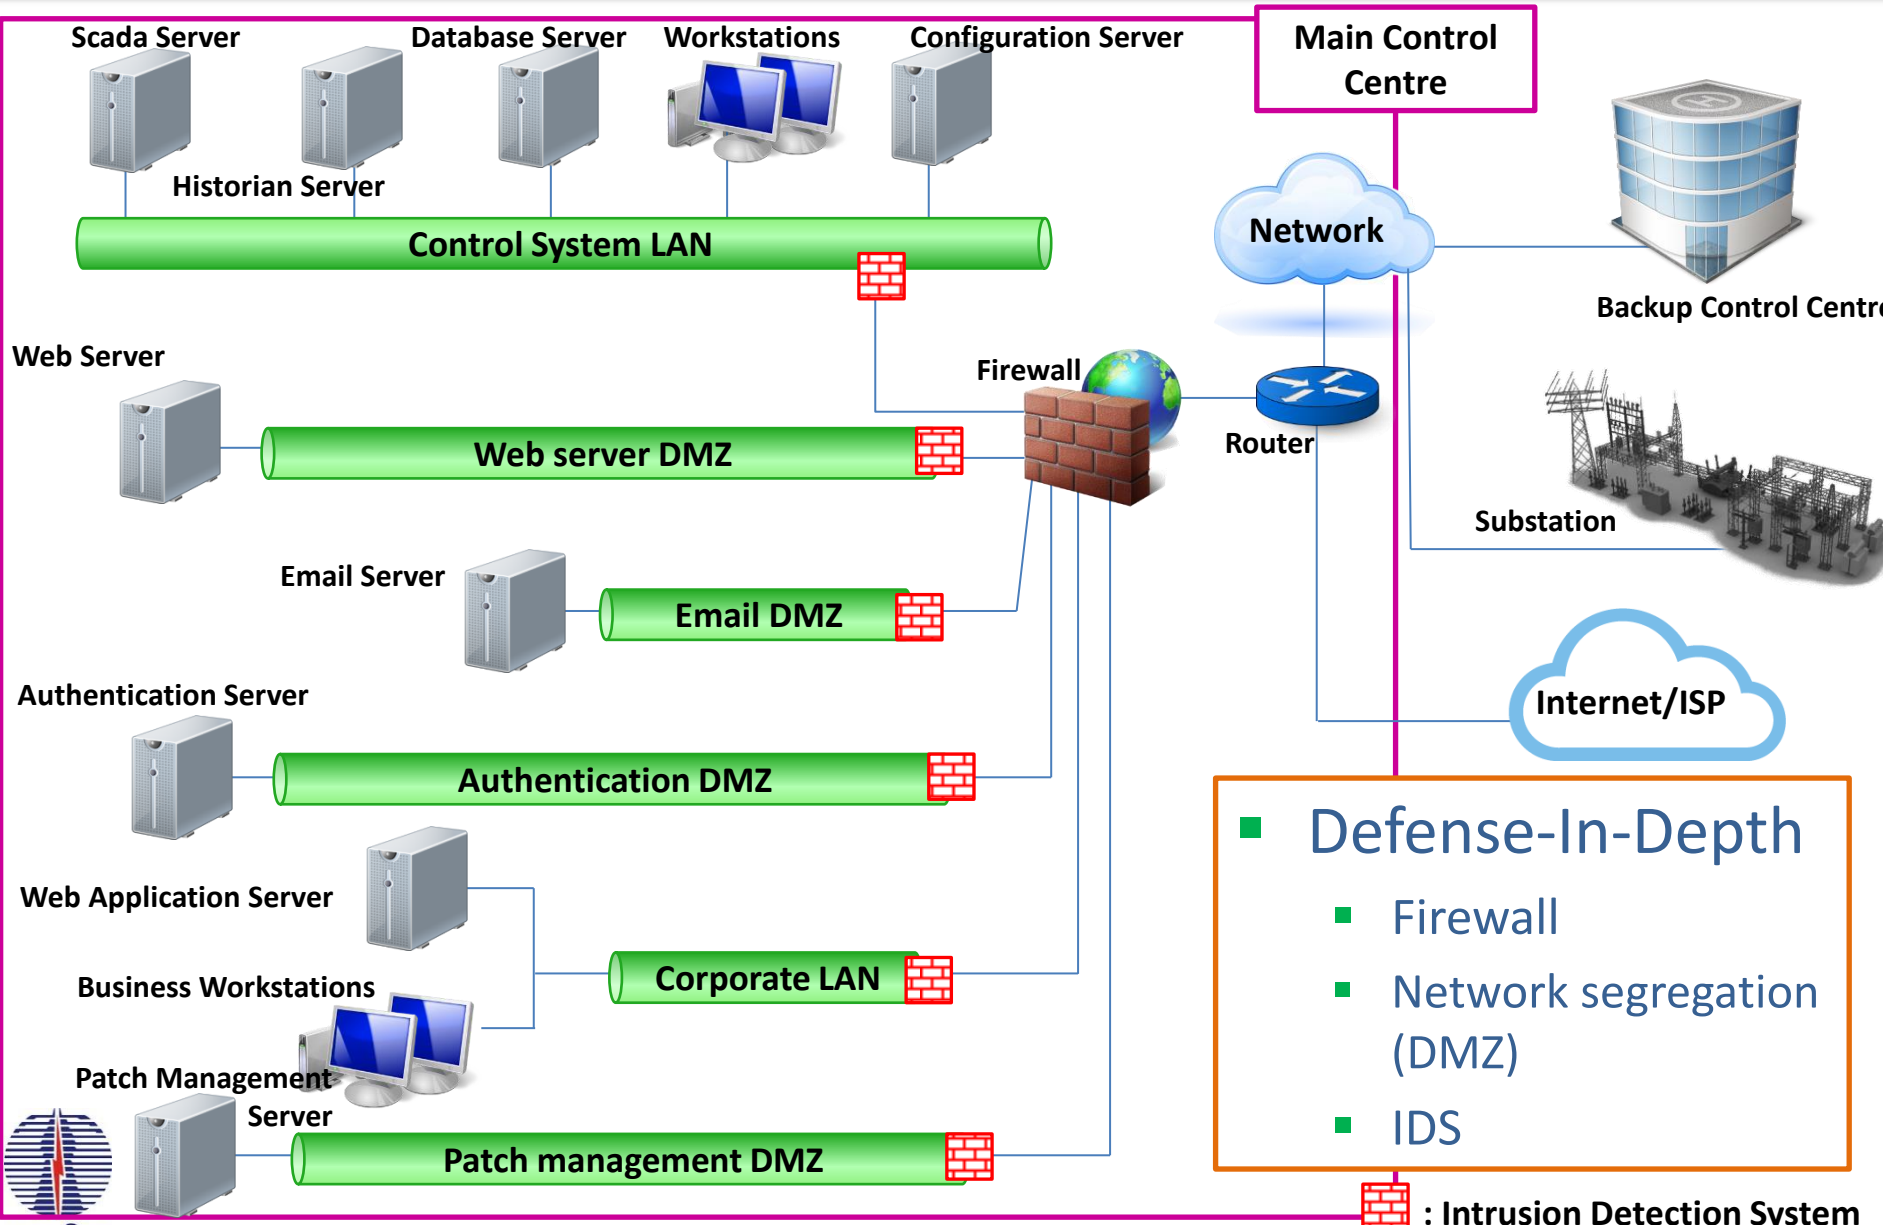 Scada Server
Database Server
Workstations
Configuration Server
Main Control
Centre
Historian Server
Control System LAN
Network
Backup Control Centre
Web Server
Firewall
Web server DMZ
Router
Substation
Email Server
Email DMZ
Authentication Server
Internet/ISP
Authentication DMZ
Web Application Server
Corporate LAN
Business Workstations
Patch Management
Server
Patch management DMZ
Defense-In-Depth
Firewall
Network segregation
(DMZ)
IDS
: Intrusion Detection System